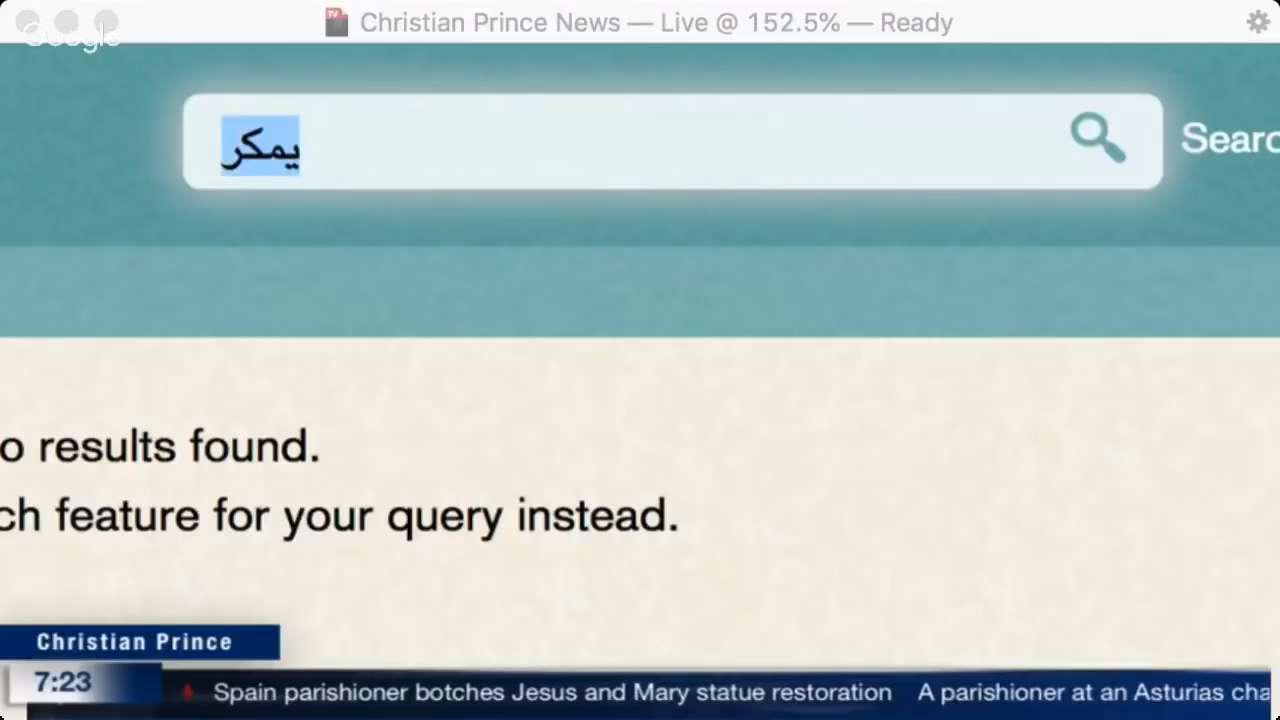 Christian Prince News — Live @ 152.5% — Ready
Google
يمكر
Searc
o results found.
ch feature for your query instead.
Christian Prince
7:23
Spain parishioner botches Jesus and Mary statue restoration A parishioner at an Asturias cha